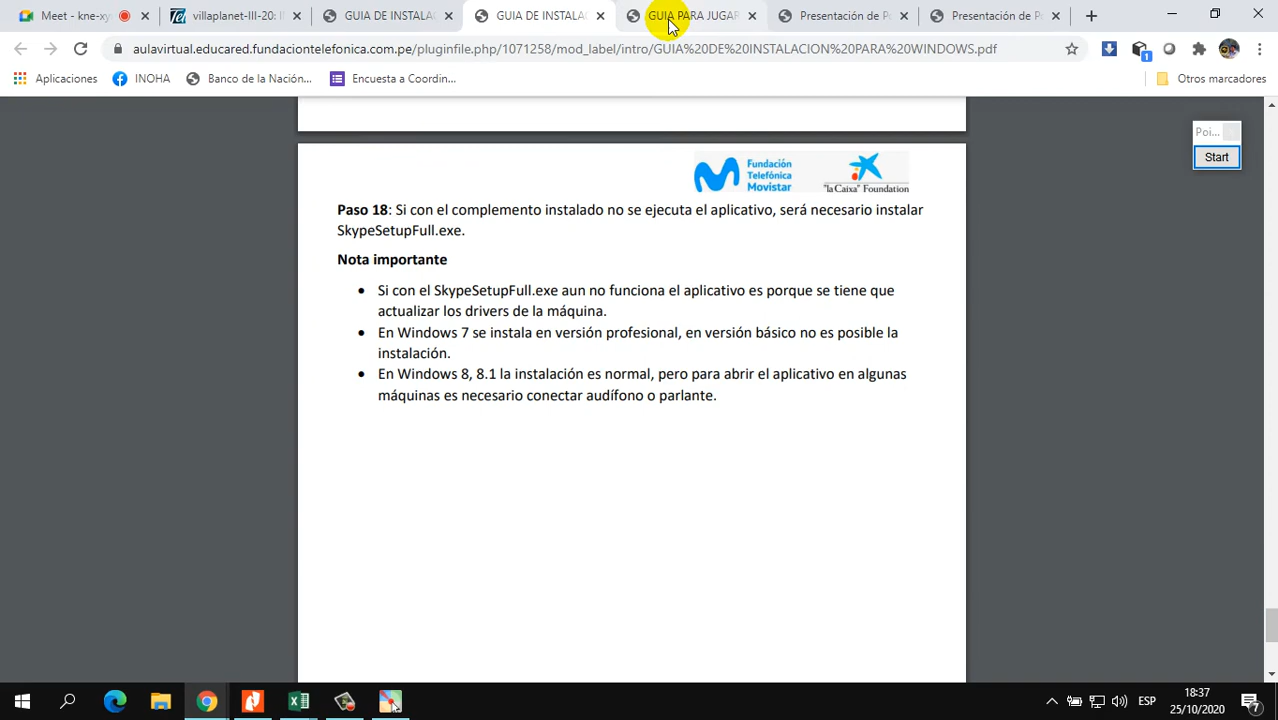 Meet - kne-xy
villaplanet-III-20
GUIA DE INSTALAC
GUIA DE INSTALAC
GUIA PARA JUGAR
Presentación de P
Presentación de P
aulavirtual.educared.fundaciontelefonica.com.pe/pluginfile.php/1071258/mod_label/intro/GUIA%20DE%20INSTALACION%20PARA%20WINDOWS.pdf
1
Aplicaciones
INOHA
Banco de la Nación...
Encuesta a Coordin...
Otros marcadores
Poi...
Start
Fundación
Telefónica
Movistar
"la Caixa" Foundation
Paso 18: Si con el complemento instalado no se ejecuta el aplicativo, será necesario instalar
SkypeSetupFull.exe.
Nota importante
• Si con el SkypeSetupFull.exe aun no funciona el aplicativo es porque se tiene que
actualizar los drivers de la máquina.
• En Windows 7 se instala en versión profesional, en versión básico no es posible la
instalación.
• En Windows 8, 8.1 la instalación es normal, pero para abrir el aplicativo en algunas
máquinas es necesario conectar audífono o parlante.
ESP
18:37
25/10/2020
7